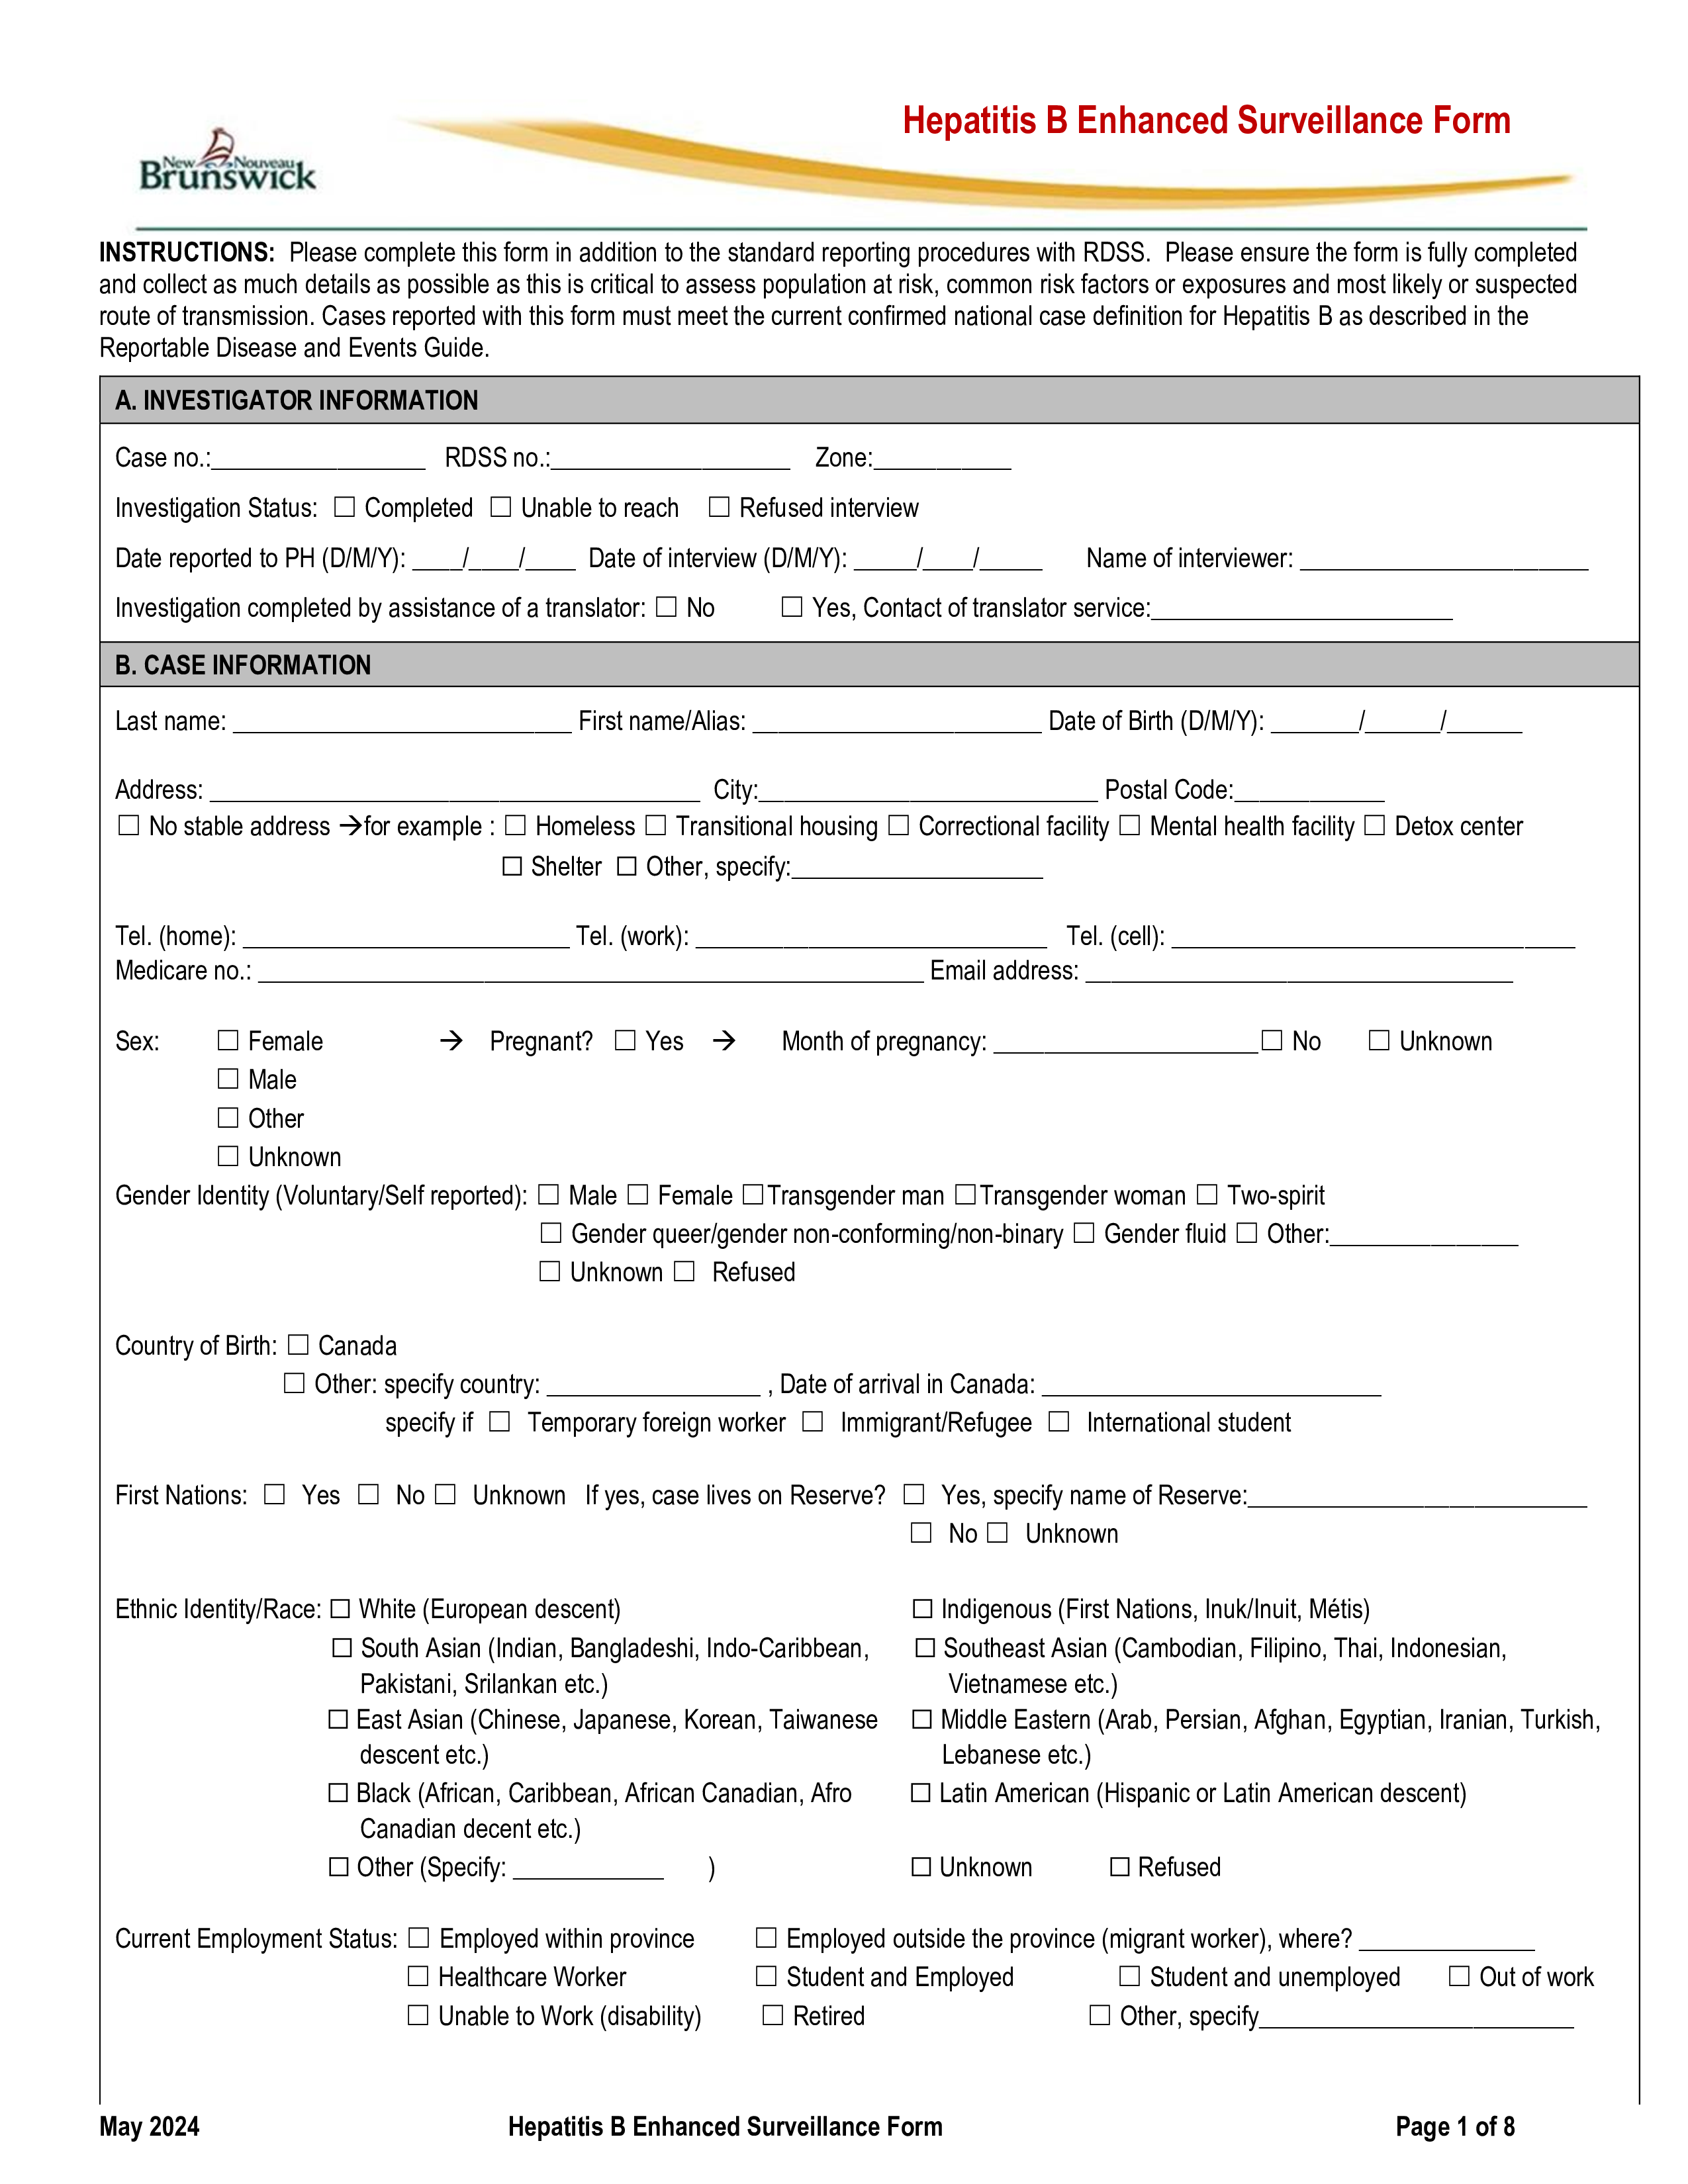 Hepatitis B Enhanced Surveillance Form
New Nouveau
Brunswick
INSTRUCTIONS: Please complete this form in addition to the standard reporting procedures with RDSS. Please ensure the form is fully completed
and collect as much details as possible as this is critical to assess population at risk, common risk factors or exposures and most likely or suspected
route of transmission. Cases reported with this form must meet the current confirmed national case definition for Hepatitis B as described in the
Reportable Disease and Events Guide.
A. INVESTIGATOR INFORMATION
Case no.:_________________ RDSS no.:___________________ Zone:___________
Investigation Status: ☐ Completed ☐ Unable to reach ☐ Refused interview
Date reported to PH (D/M/Y): ____/____/____ Date of interview (D/M/Y): _____/____/_____ Name of interviewer: _______________________
Investigation completed by assistance of a translator: ☐ No ☐ Yes, Contact of translator service:________________________
B. CASE INFORMATION
Last name: ___________________________ First name/Alias: _______________________ Date of Birth (D/M/Y): _______/______/______
Address: _______________________________________ City:___________________________ Postal Code:____________
☐ No stable address →for example : ☐ Homeless ☐ Transitional housing ☐ Correctional facility ☐ Mental health facility ☐ Detox center
☐ Shelter ☐ Other, specify:____________________
Tel. (home): __________________________ Tel. (work): ____________________________ Tel. (cell): ________________________________
Medicare no.: _____________________________________________________ Email address: __________________________________
Sex: ☐ Female → Pregnant? ☐ Yes → Month of pregnancy: _____________________☐ No ☐ Unknown
☐ Male
☐ Other
☐ Unknown
Gender Identity (Voluntary/Self reported): ☐ Male ☐ Female ☐Transgender man ☐Transgender woman ☐ Two-spirit
☐ Gender queer/gender non-conforming/non-binary ☐ Gender fluid ☐ Other:_______________
☐ Unknown ☐ Refused
Country of Birth: ☐ Canada
☐ Other: specify country: _________________ , Date of arrival in Canada: ___________________________
specify if ☐ Temporary foreign worker ☐ Immigrant/Refugee ☐ International student
First Nations: ☐ Yes ☐ No ☐ Unknown If yes, case lives on Reserve? ☐ Yes, specify name of Reserve:___________________________
☐ No ☐ Unknown
Ethnic Identity/Race: ☐ White (European descent) ☐ Indigenous (First Nations, Inuk/Inuit, Métis)
☐ South Asian (Indian, Bangladeshi, Indo-Caribbean, ☐ Southeast Asian (Cambodian, Filipino, Thai, Indonesian,
Pakistani, Srilankan etc.) Vietnamese etc.)
☐ East Asian (Chinese, Japanese, Korean, Taiwanese ☐ Middle Eastern (Arab, Persian, Afghan, Egyptian, Iranian, Turkish,
descent etc.) Lebanese etc.)
☐ Black (African, Caribbean, African Canadian, Afro ☐ Latin American (Hispanic or Latin American descent)
Canadian decent etc.)
☐ Other (Specify: ____________ ) ☐ Unknown ☐ Refused
Current Employment Status: ☐ Employed within province ☐ Employed outside the province (migrant worker), where? ______________
☐ Healthcare Worker ☐ Student and Employed ☐ Student and unemployed ☐ Out of work
☐ Unable to Work (disability) ☐ Retired ☐ Other, specify_________________________
May 2024 Hepatitis B Enhanced Surveillance Form Page 1 of 8